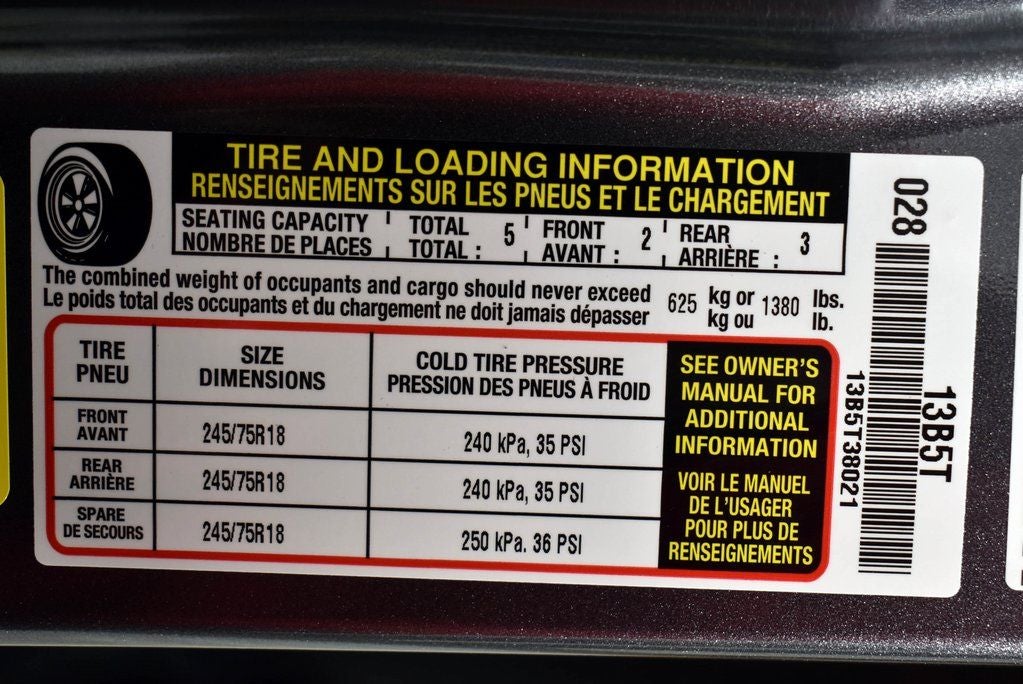 TIRE AND LOADING INFORMATION
RENSEIGNEMENTS SUR LES PNEUS ET LE CHARGEMENT
SEATING CAPACITY TOTAL 5 FRONT 2 REAR 3
NOMBRE DE PLACES TOTAL : AVANT : ARRIÈRE :
The combined weight of occupants and cargo should never exceed 625 kg or 1380 lbs.
Le poids total des occupants et du chargement ne doit jamais dépasser kg ou lb.
TIRE SIZE COLD TIRE PRESSURE
PNEU DIMENSIONS PRESSION DES PNEUS À FROID
FRONT
AVANT 245/75R18 240 kPa, 35 PSI
REAR
ARRIÈRE 245/75R18 240 kPa, 35 PSI
SPARE
DE SECOURS 245/75R18 250 kPa. 36 PSI
SEE OWNER'S
MANUAL FOR
ADDITIONAL
INFORMATION
VOIR LE MANUEL
DE L'USAGER
POUR PLUS DE
RENSEIGNEMENTS
028
13B5T
13B5T38021